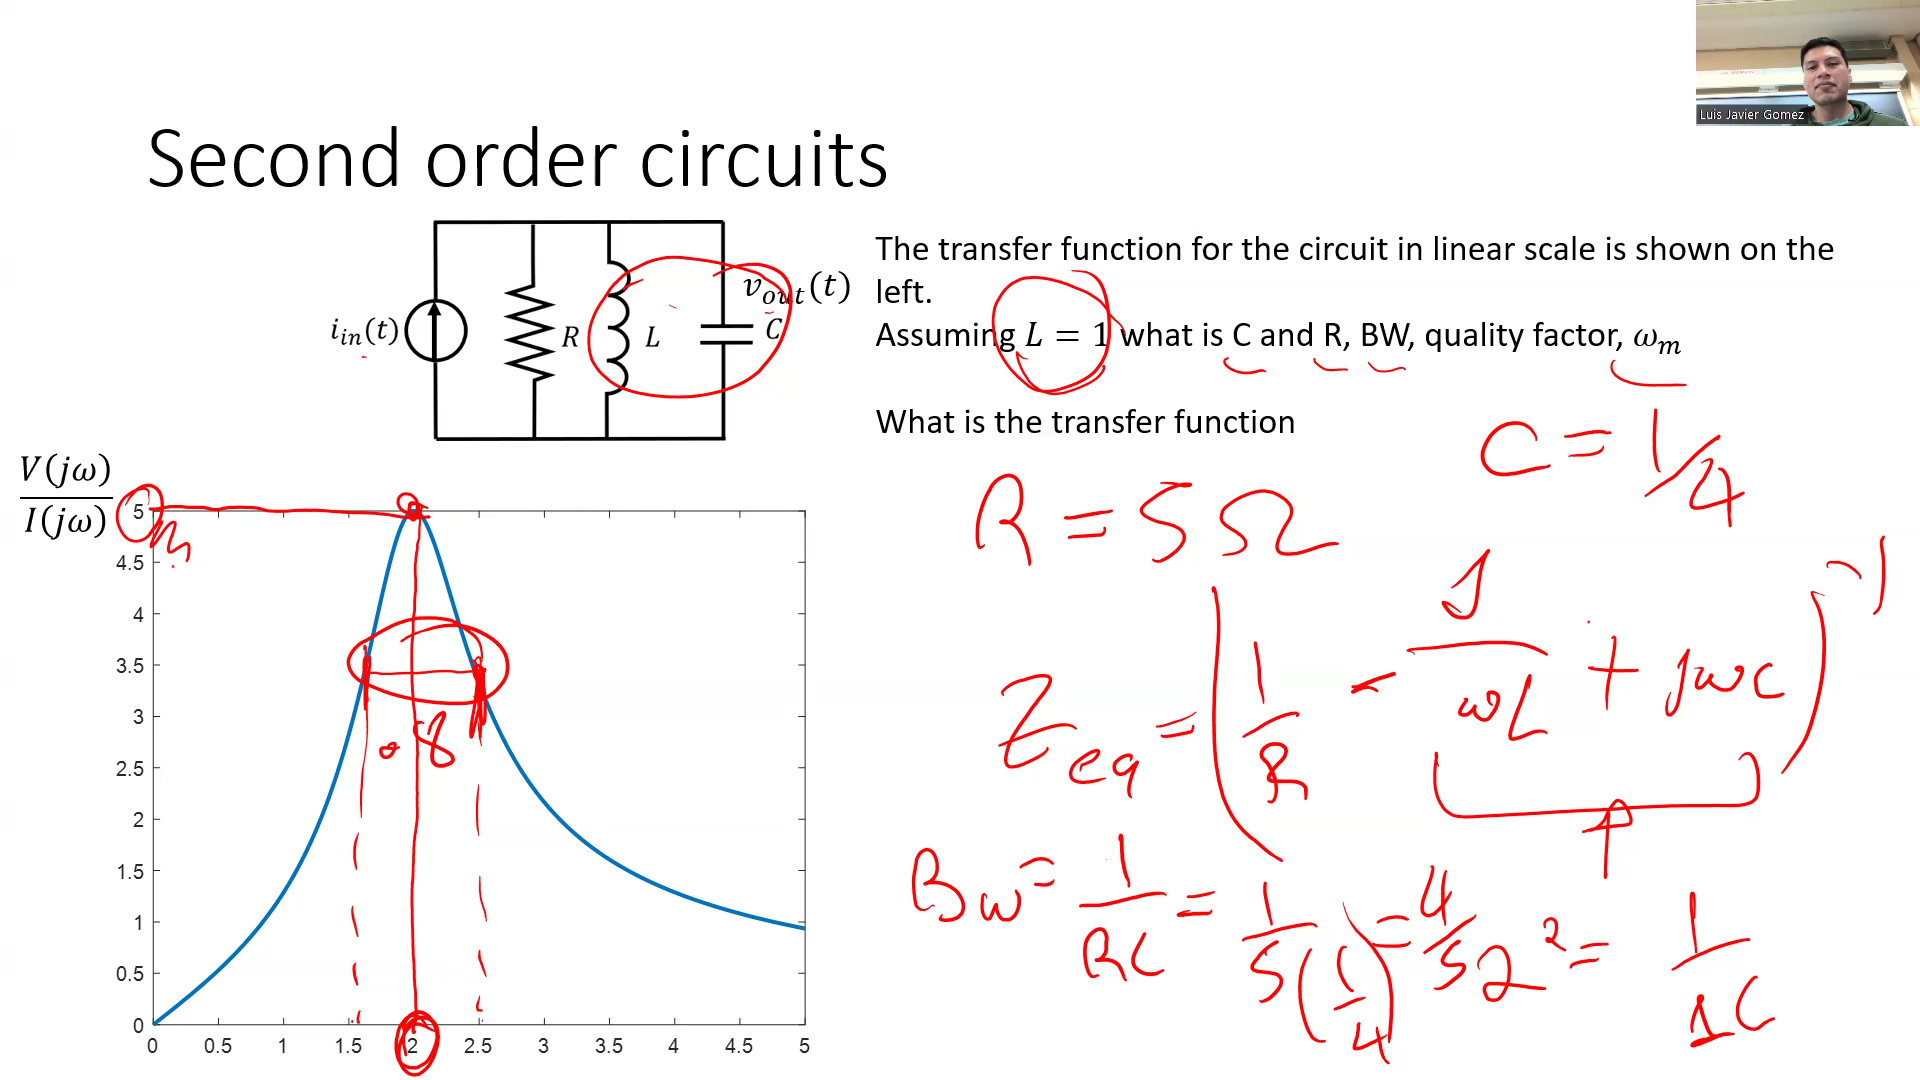 Luis Javier Gomez
Second order circuits
i_in(t)
R
L
C
v_out(t)
The transfer function for the circuit in linear scale is shown on the
left.
Assuming L = 1 what is C and R, BW, quality factor, ω_m
What is the transfer function
C = 1/4
R = 5 Ω
Z_eq = (1/R - J/ωL + jωC)^-1
BW = 1/RC = 1/5(1/4) = 4/5
2^2 = 1/1C
V(jω)
I(jω)
.8
5
4.5
4
3.5
3
2.5
2
1.5
1
0.5
0
0 0.5 1 1.5 2 2.5 3 3.5 4 4.5 5